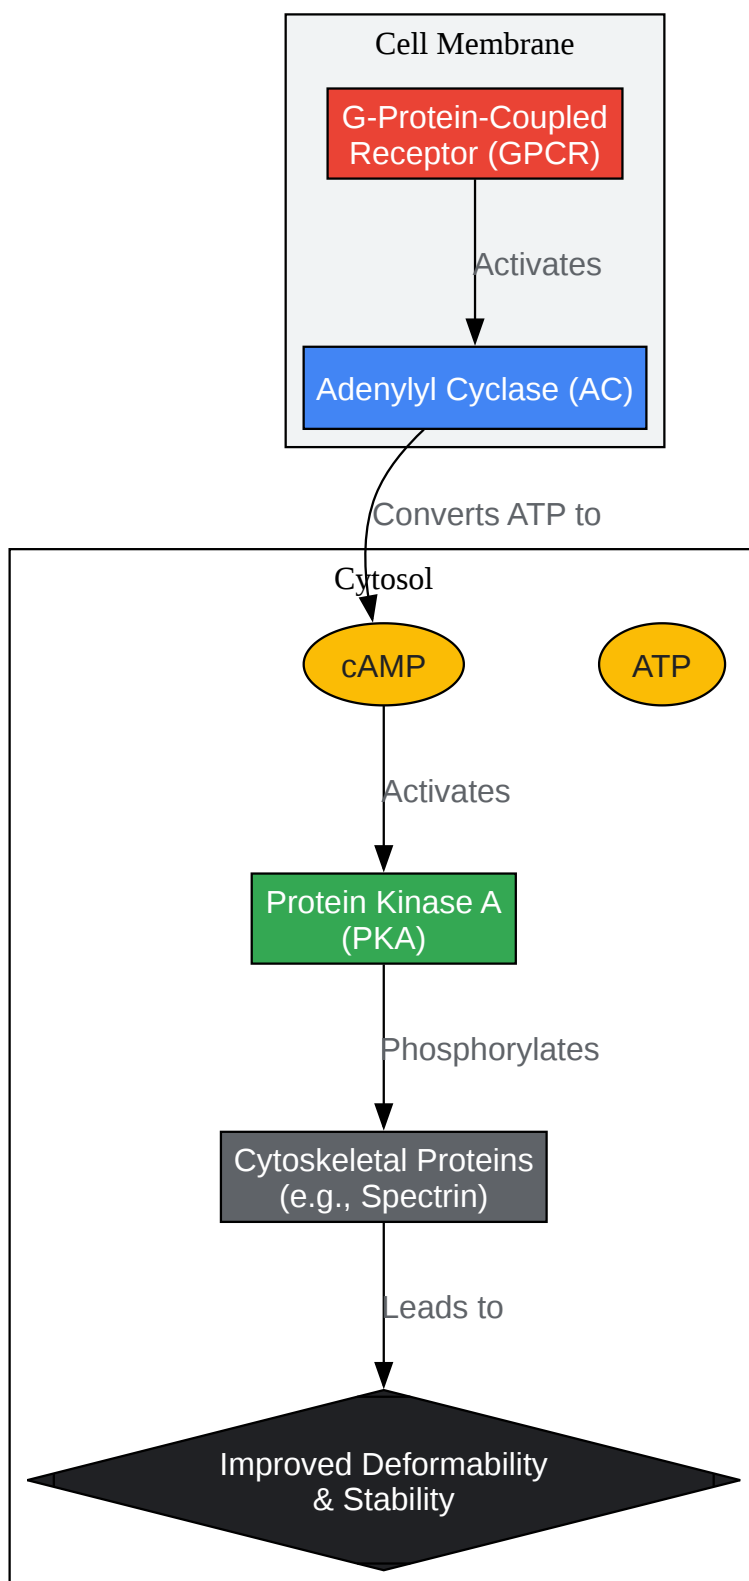 Cell Membrane
G-Protein-Coupled
Receptor (GPCR)
Activates
Adenylyl Cyclase (AC)
Converts ATP to
Cytosol
cAMP
ATP
Activates
Protein Kinase A
(PKA)
Phosphorylates
Cytoskeletal Proteins
(e.g., Spectrin)
Leads to
Improved Deformability
& Stability